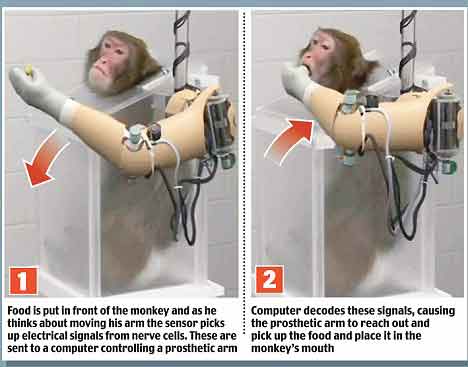 1
Food is put in front of the monkey and as he
thinks about moving his arm the sensor picks
up electrical signals from nerve cells. These are
sent to a computer controlling a prosthetic arm
2
Computer decodes these signals, causing
the prosthetic arm to reach out and
pick up the food and place it in the
monkey's mouth